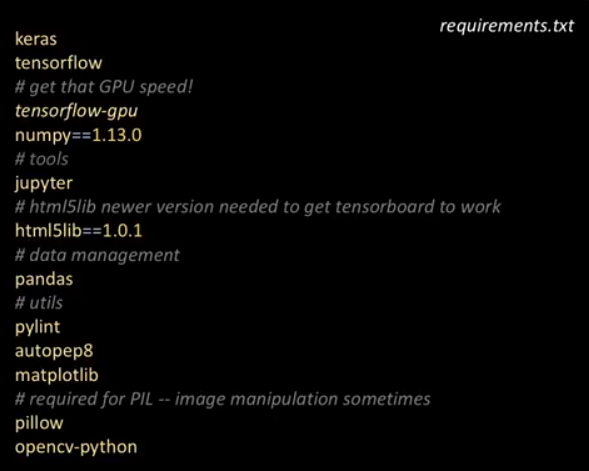 requirements.txt
keras
tensorflow
# get that GPU speed!
tensorflow-gpu
numpy==1.13.0
# tools
jupyter
# html5lib newer version needed to get tensorboard to work
html5lib==1.0.1
# data management
pandas
# utils
pylint
autopep8
matplotlib
# required for PIL -- image manipulation sometimes
pillow
opencv-python